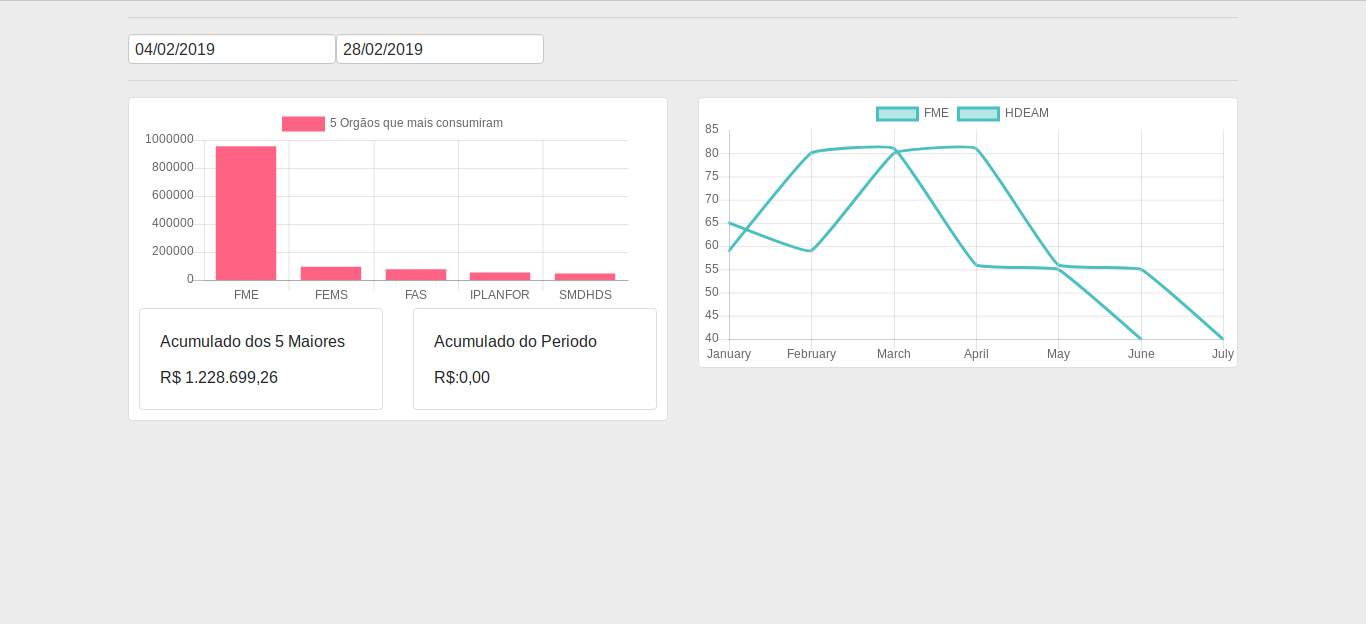 04/02/2019 28/02/2019
5 Orgãos que mais consumiram
1000000
800000
600000
400000
200000
0
FME FEMS FAS IPLANFOR SMDHDS
Acumulado dos 5 Maiores
R$ 1.228.699,26
Acumulado do Periodo
R$:0,00
FME HDEAM
85
80
75
70
65
60
55
50
45
40
January February March April May June July